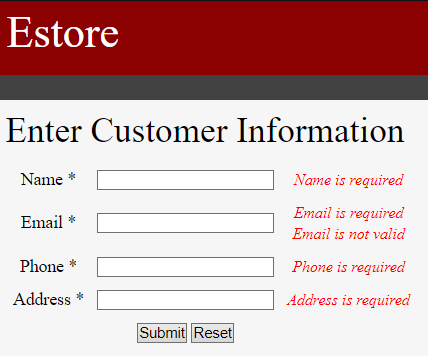 Estore
Enter Customer Information
Name * Name is required
Email * Email is required
Email is not valid
Phone * Phone is required
Address * Address is required
Submit Reset